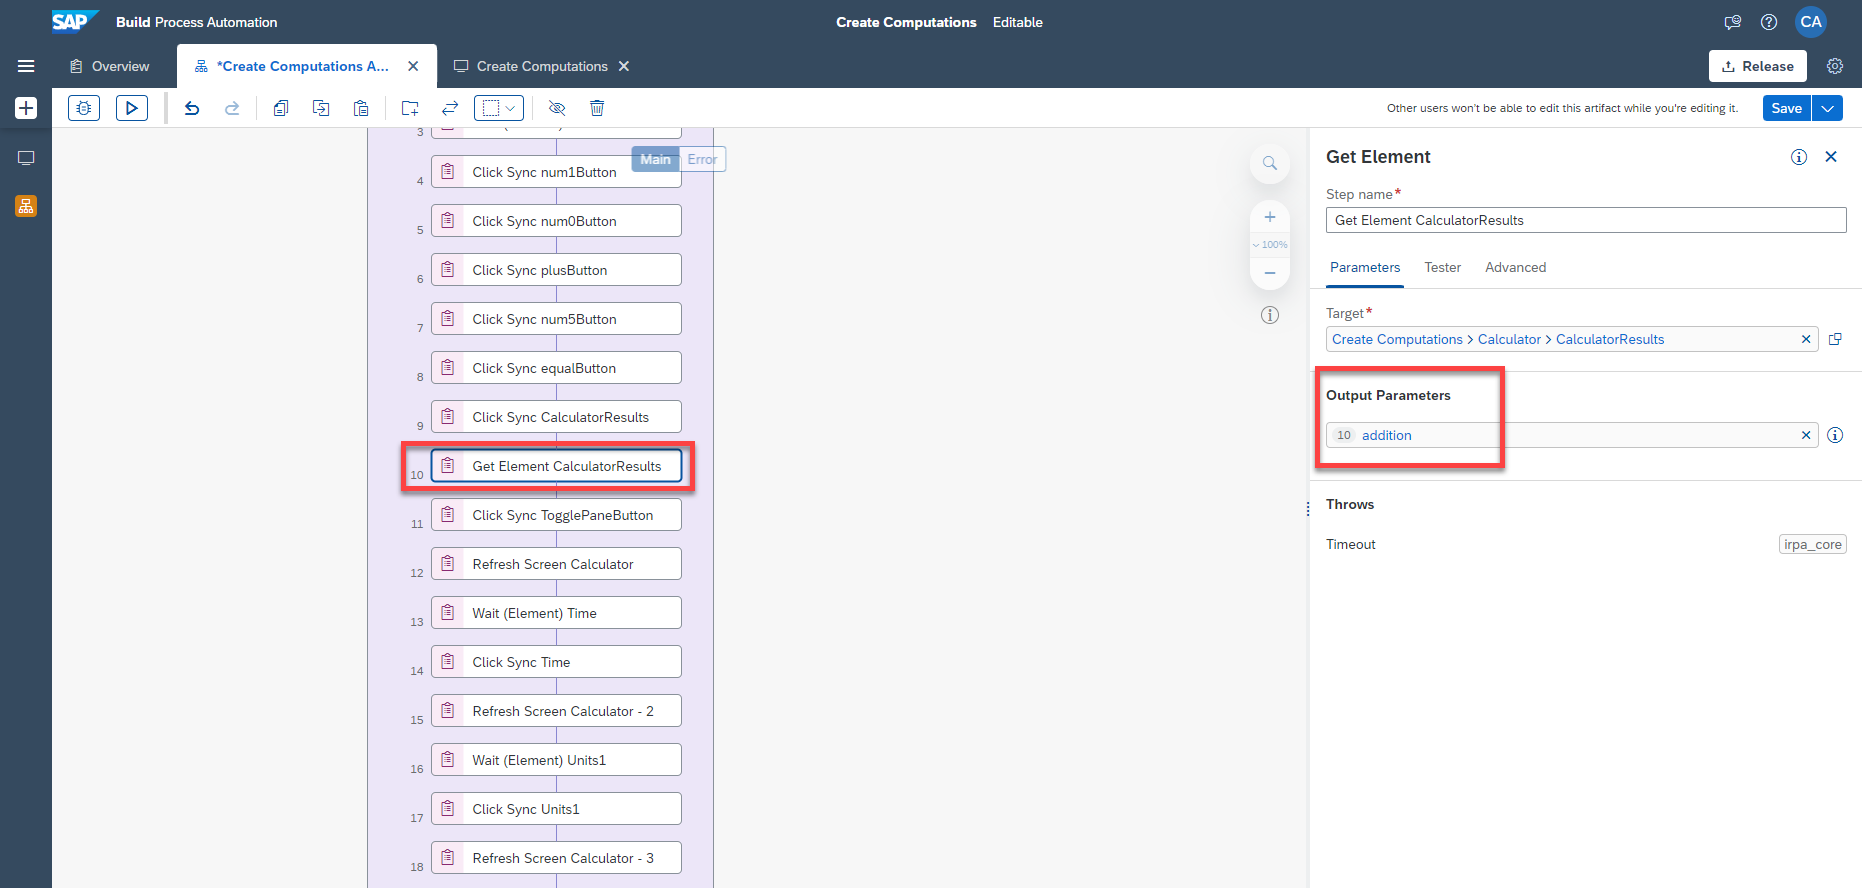 SAP Build Process Automation
Create Computations Editable
CA
Overview
*Create Computations A...
Create Computations
Release
Other users won't be able to edit this artifact while you're editing it.
Save
Main Error
3
4 Click Sync num1Button
5 Click Sync num0Button
6 Click Sync plusButton
7 Click Sync num5Button
8 Click Sync equalButton
9 Click Sync CalculatorResults
10 Get Element CalculatorResults
11 Click Sync TogglePaneButton
12 Refresh Screen Calculator
13 Wait (Element) Time
14 Click Sync Time
15 Refresh Screen Calculator - 2
16 Wait (Element) Units1
17 Click Sync Units1
18 Refresh Screen Calculator - 3
100%
Get Element
Step name*
Get Element CalculatorResults
Parameters Tester Advanced
Target*
Create Computations > Calculator > CalculatorResults
Output Parameters
10 addition
Throws
Timeout irpa_core